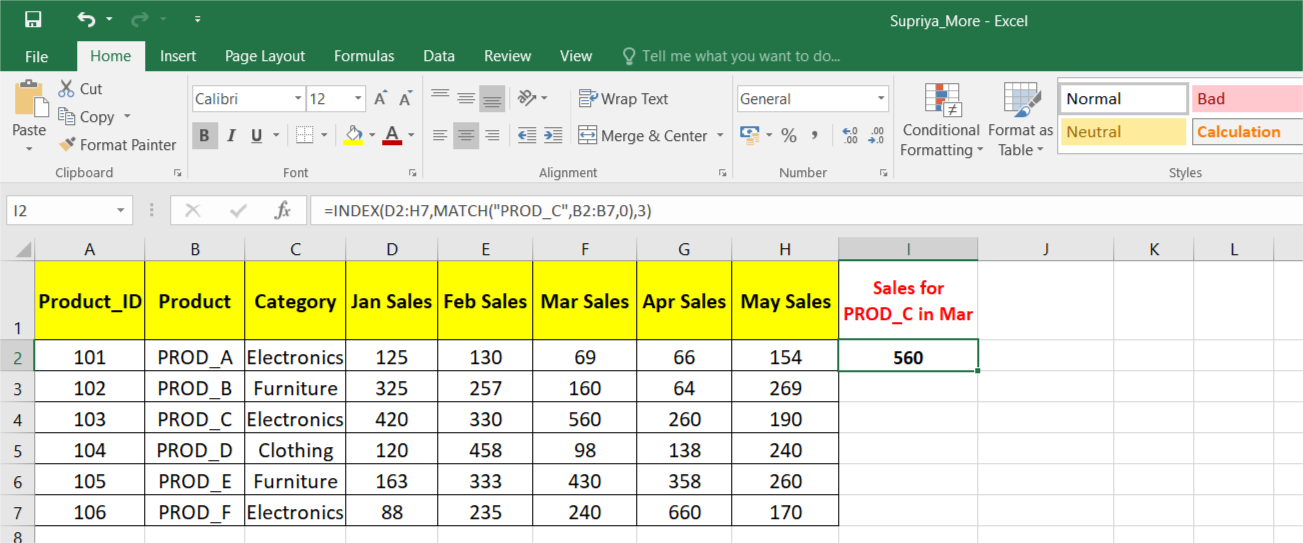 Supriya_More - Excel
File Home Insert Page Layout Formulas Data Review View Tell me what you want to do...
Paste
Cut
Copy
Format Painter
Clipboard
Calibri 12 A A
B I U A
Font
Wrap Text
Merge & Center
Alignment
General
% , .0 .00 .00 .0
Number
Conditional Formatting
Format as Table
Normal Bad
Neutral Calculation
Styles
I2 fx =INDEX(D2:H7,MATCH("PROD_C",B2:B7,0),3)
A B C D E F G H I J K L
1 Product_ID Product Category Jan Sales Feb Sales Mar Sales Apr Sales May Sales Sales for
PROD_C in Mar
2 101 PROD_A Electronics 125 130 69 66 154 560
3 102 PROD_B Furniture 325 257 160 64 269
4 103 PROD_C Electronics 420 330 560 260 190
5 104 PROD_D Clothing 120 458 98 138 240
6 105 PROD_E Furniture 163 333 430 358 260
7 106 PROD_F Electronics 88 235 240 660 170
8